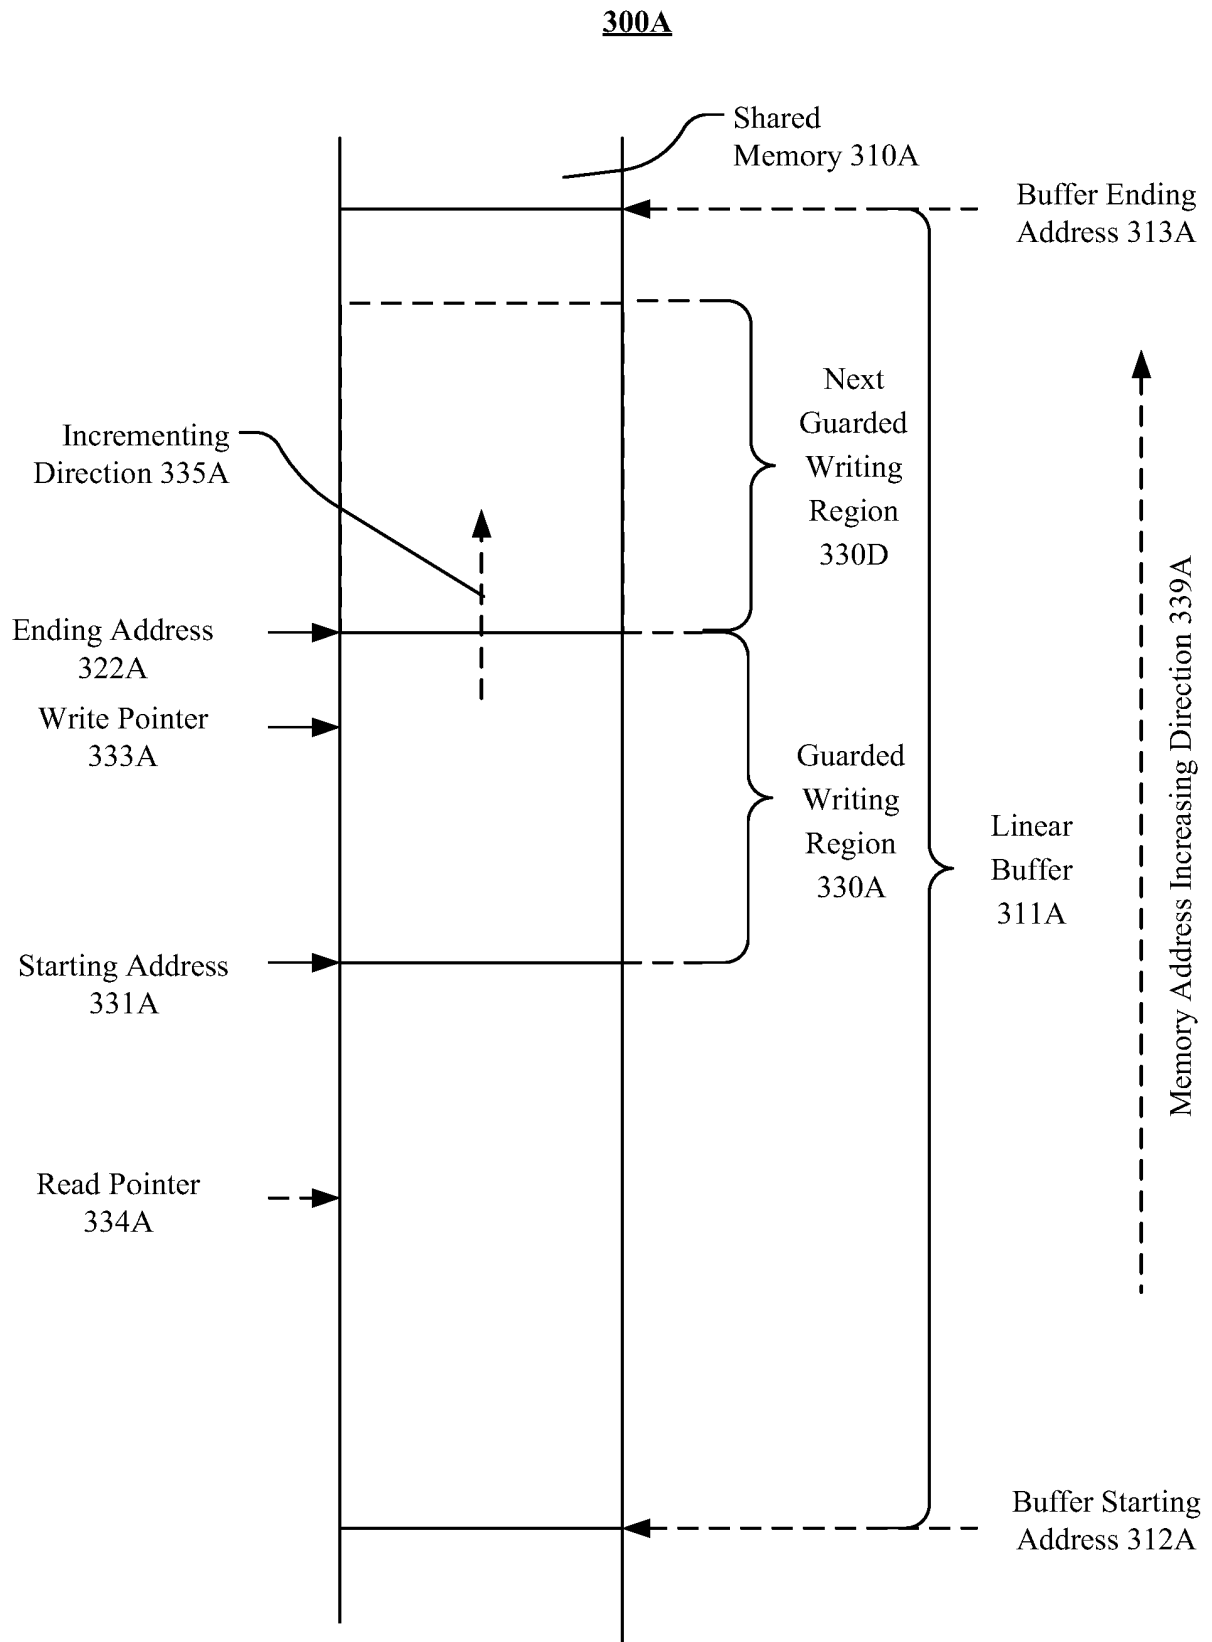 300A
Shared
Memory 310A
Buffer Ending
Address 313A
Next
Guarded
Writing
Region
330D
Incrementing
Direction 335A
Ending Address
322A
Write Pointer
333A
Guarded
Writing
Region
330A
Linear
Buffer
311A
Memory Address Increasing Direction 339A
Starting Address
331A
Read Pointer
334A
Buffer Starting
Address 312A